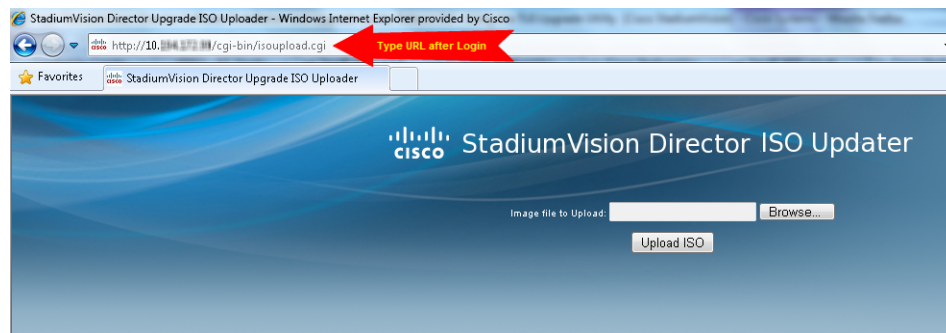 StadiumVision Director Upgrade ISO Uploader - Windows Internet Explorer provided by Cisco
http://10. /cgi-bin/isoupload.cgi
Type URL after Login
Favorites
StadiumVision Director Upgrade ISO Uploader
CISCO StadiumVision Director ISO Updater
Image file to Upload: Browse...
Upload ISO